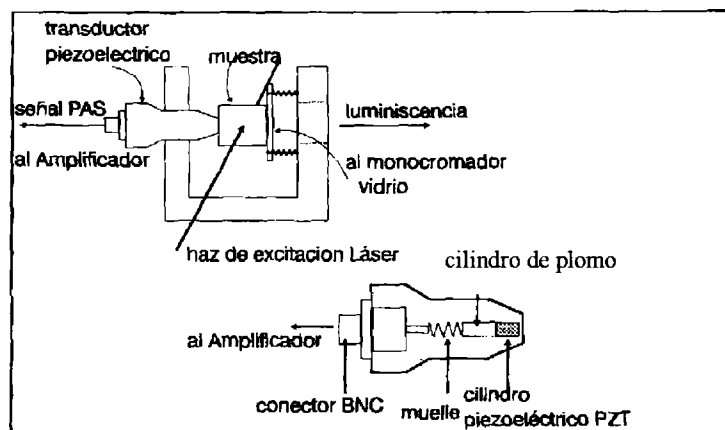 transductor
piezoelectrico
muestra
señal PAS
luminiscencia
al Amplificador
al monocromador
vidrio
haz de excitacion Láser
cilindro de plomo
al Amplificador
conector BNC
muelle
cilindro
piezoeléctrico PZT